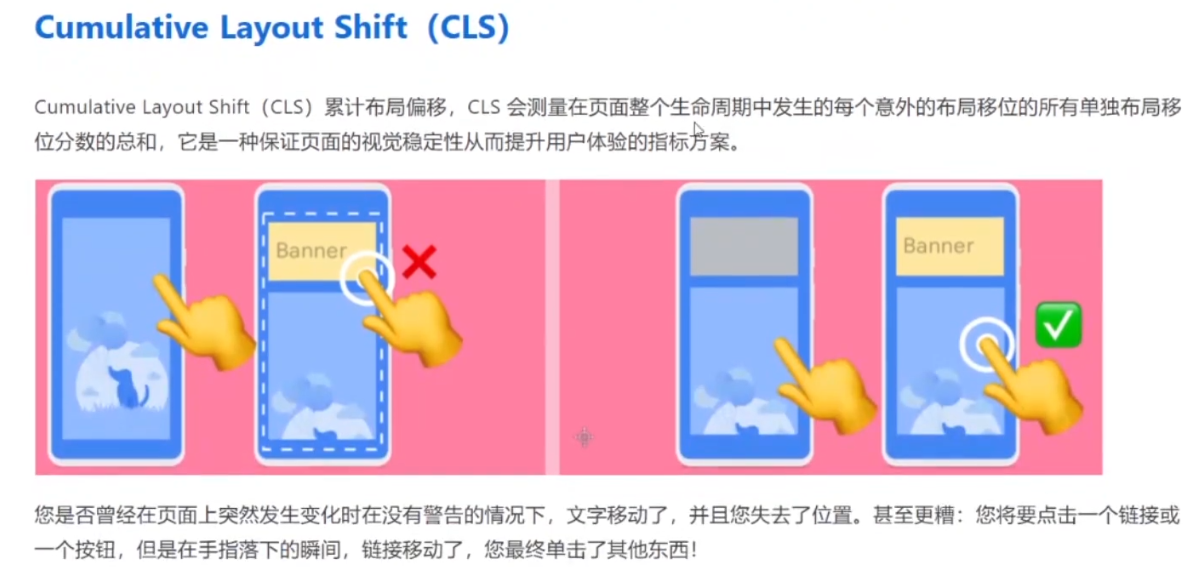 Cumulative Layout Shift（CLS）
Cumulative Layout Shift（CLS）累计布局偏移，CLS 会测量在页面整个生命周期中发生的每个意外的布局移位的所有单独布局移
位分数的总和，它是一种保证页面的视觉稳定性从而提升用户体验的指标方案。
Banner
Banner
您是否曾经在页面上突然发生变化时在没有警告的情况下，文字移动了，并且您失去了位置。甚至更糟：您将要点击一个链接或
一个按钮，但是在手指落下的瞬间，链接移动了，您最终单击了其他东西！